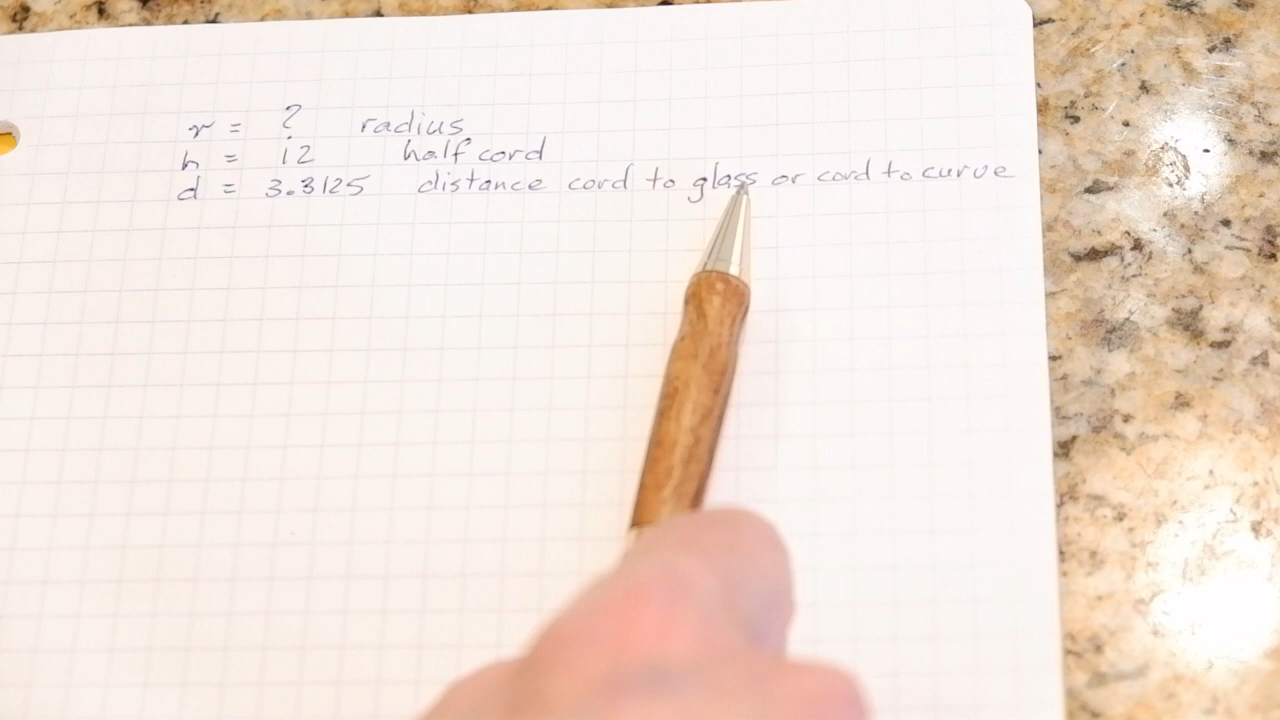 r = ? radius
h = 12 half cord
d = 3.3125 distance cord to glass or cord to curve